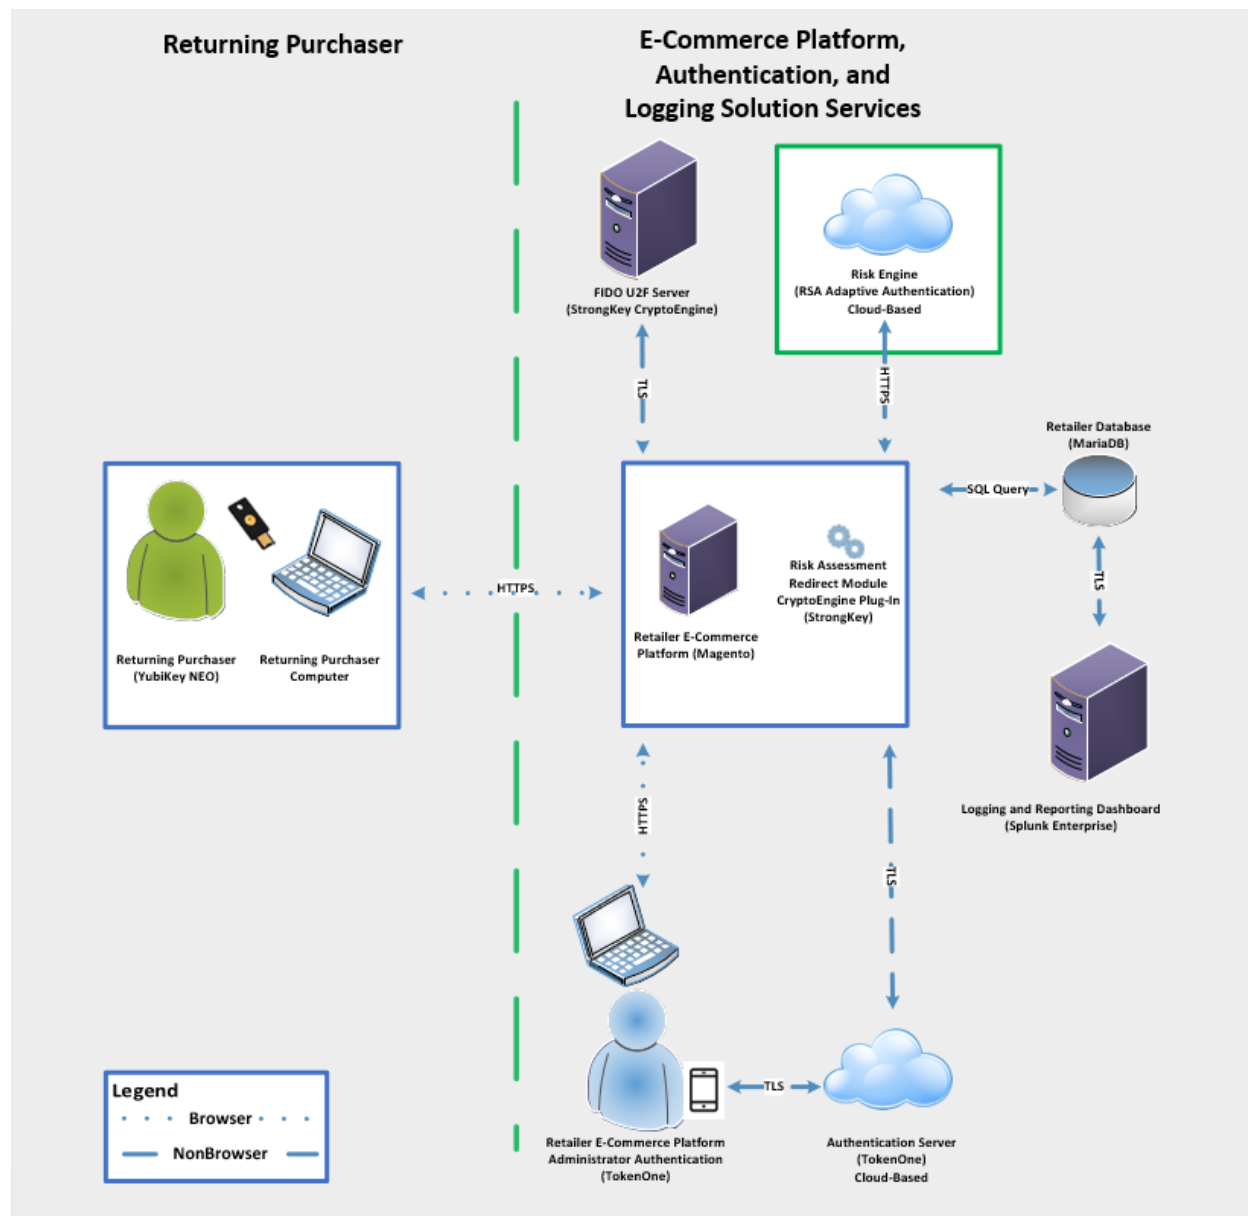 Returning Purchaser
E-Commerce Platform,
Authentication, and
Logging Solution Services
FIDO U2F Server
(StrongKey CryptoEngine)
Risk Engine
(RSA Adaptive Authentication)
Cloud-Based
TLS
HTTPS
Retailer Database
(MariaDB)
SQL Query
TLS
Returning Purchaser
(YubiKey NEO)
Returning Purchaser
Computer
HTTPS
Retailer E-Commerce
Platform (Magento)
Risk Assessment
Redirect Module
CryptoEngine Plug-In
(StrongKey)
Logging and Reporting Dashboard
(Splunk Enterprise)
HTTPS
TLS
TLS
Retailer E-Commerce Platform
Administrator Authentication
(TokenOne)
Authentication Server
(TokenOne)
Cloud-Based
Legend
Browser
NonBrowser